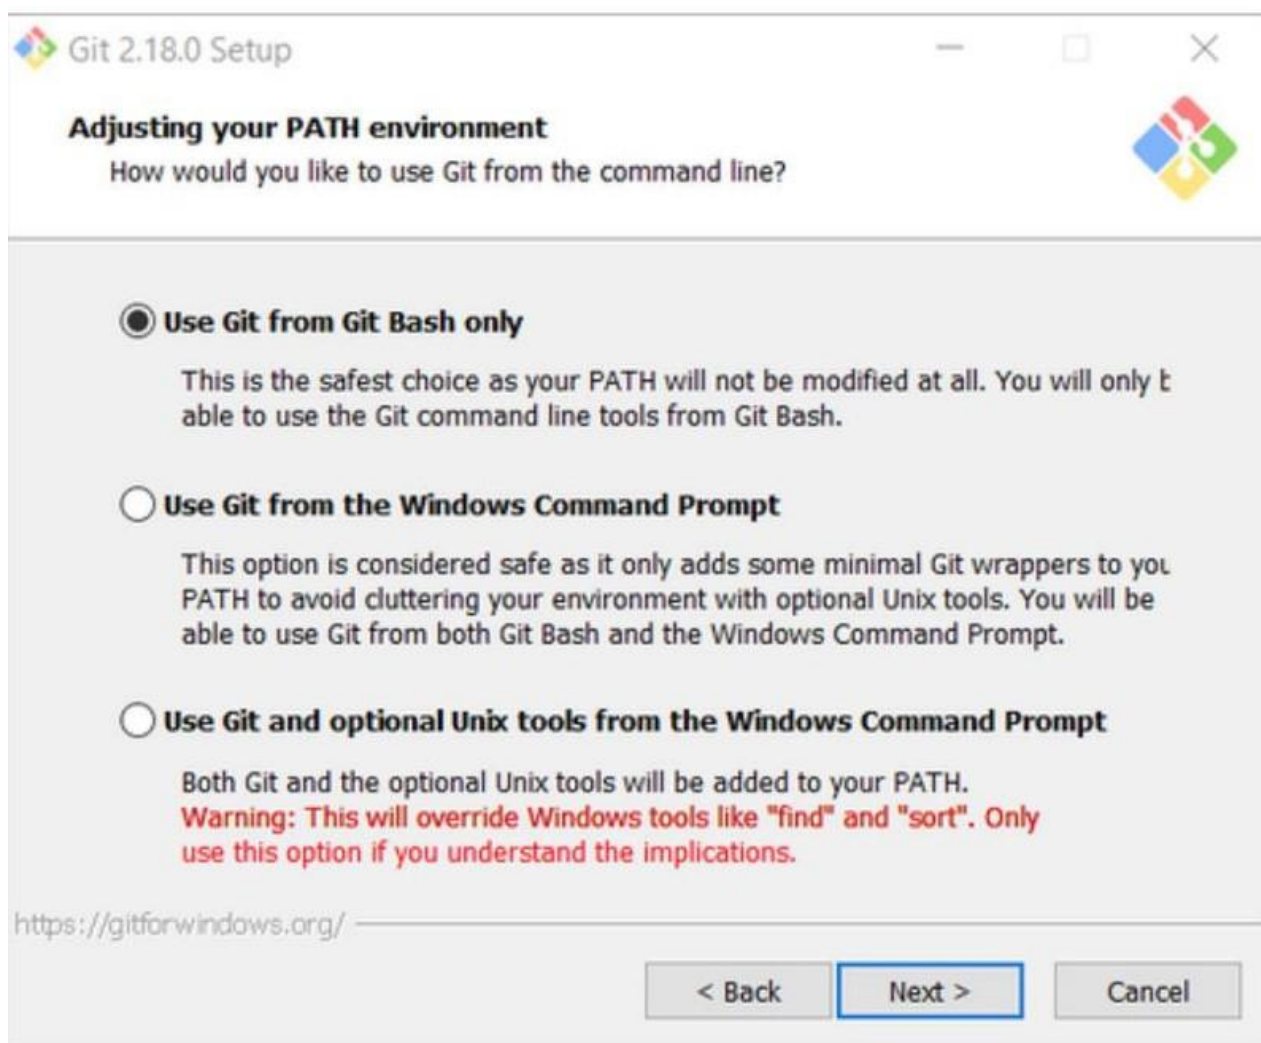 Git 2.18.0 Setup
Adjusting your PATH environment
How would you like to use Git from the command line?
Use Git from Git Bash only
This is the safest choice as your PATH will not be modified at all. You will only b
able to use the Git command line tools from Git Bash.
Use Git from the Windows Command Prompt
This option is considered safe as it only adds some minimal Git wrappers to you
PATH to avoid cluttering your environment with optional Unix tools. You will be
able to use Git from both Git Bash and the Windows Command Prompt.
Use Git and optional Unix tools from the Windows Command Prompt
Both Git and the optional Unix tools will be added to your PATH.
Warning: This will override Windows tools like "find" and "sort". Only
use this option if you understand the implications.
https://gitforwindows.org/
< Back Next > Cancel